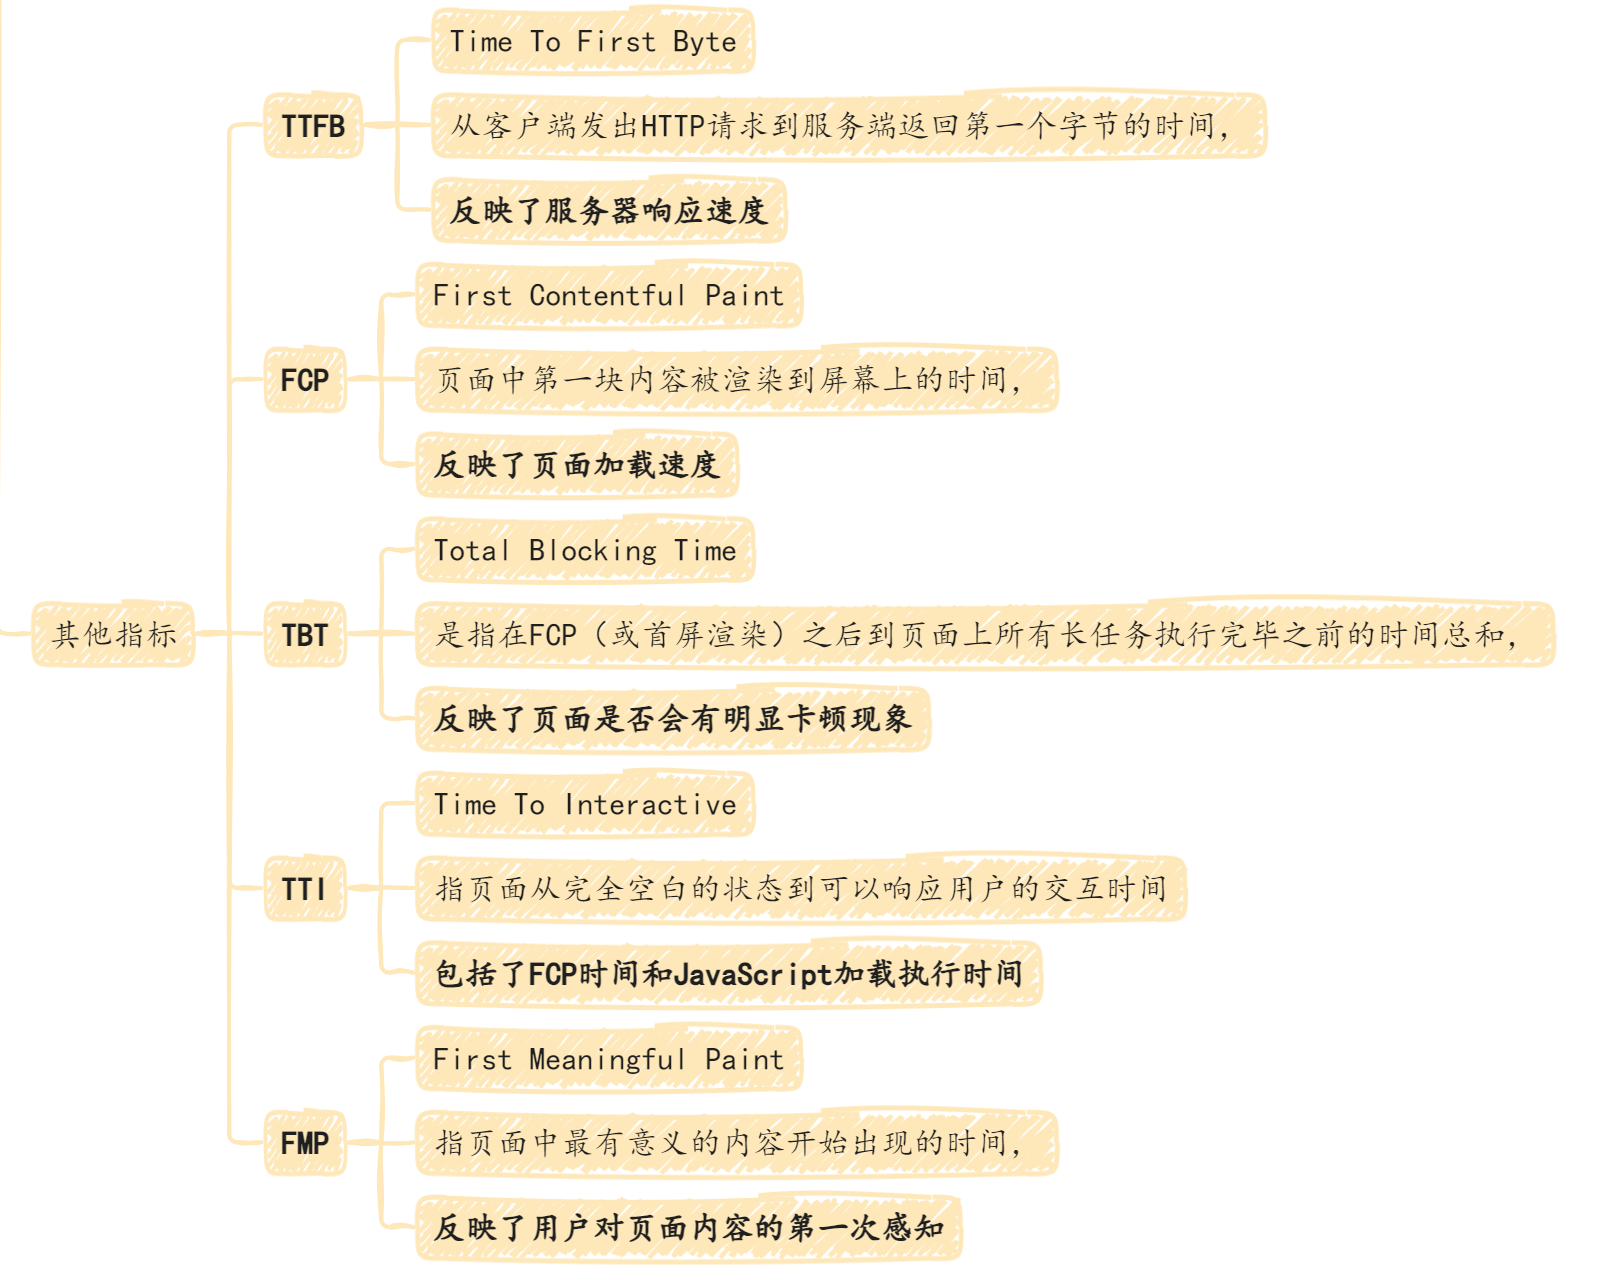 其他指标
TTFB
Time To First Byte
从客户端发出HTTP请求到服务端返回第一个字节的时间，
反映了服务器响应速度
FCP
First Contentful Paint
页面中第一块内容被渲染到屏幕上的时间，
反映了页面加载速度
TBT
Total Blocking Time
是指在FCP（或首屏渲染）之后到页面上所有长任务执行完毕之前的时间总和，
反映了页面是否会有明显卡顿现象
TTI
Time To Interactive
指页面从完全空白的状态到可以响应用户的交互时间
包括了FCP时间和JavaScript加载执行时间
FMP
First Meaningful Paint
指页面中最有意义的内容开始出现的时间，
反映了用户对页面内容的第一次感知